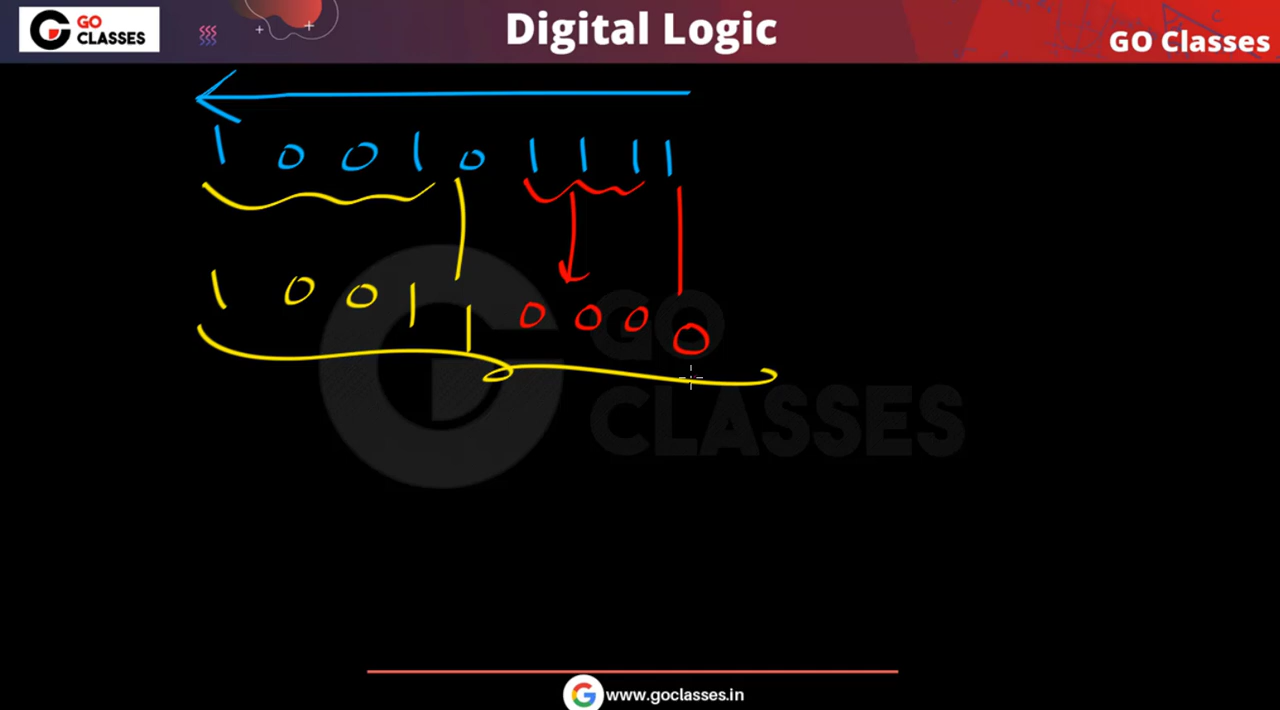 GO
CLASSES
Digital Logic
GO Classes
1 0 0 1 0 1 1 1 1
1 0 0 1 1 0 0 0 0
GO
CLASSES
www.goclasses.in